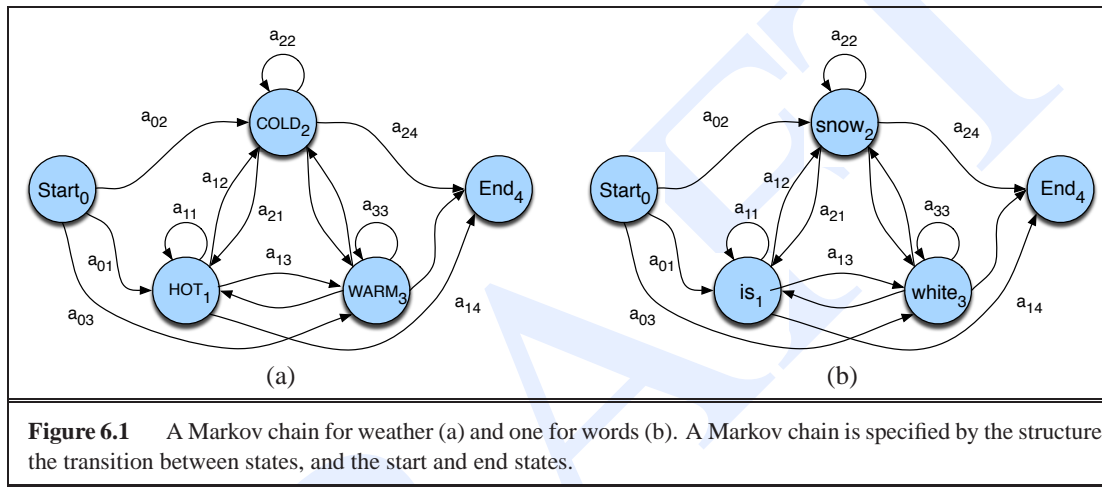 a22
a02
COLD2
a24
Start0
End4
a12
a11
a21
a33
a01
a13
HOT1
WARM3
a03
a14
(a)
a22
a02
snow2
a24
Start0
End4
a12
a11
a21
a33
a01
a13
is1
white3
a03
a14
(b)
Figure 6.1 A Markov chain for weather (a) and one for words (b). A Markov chain is specified by the structure
the transition between states, and the start and end states.